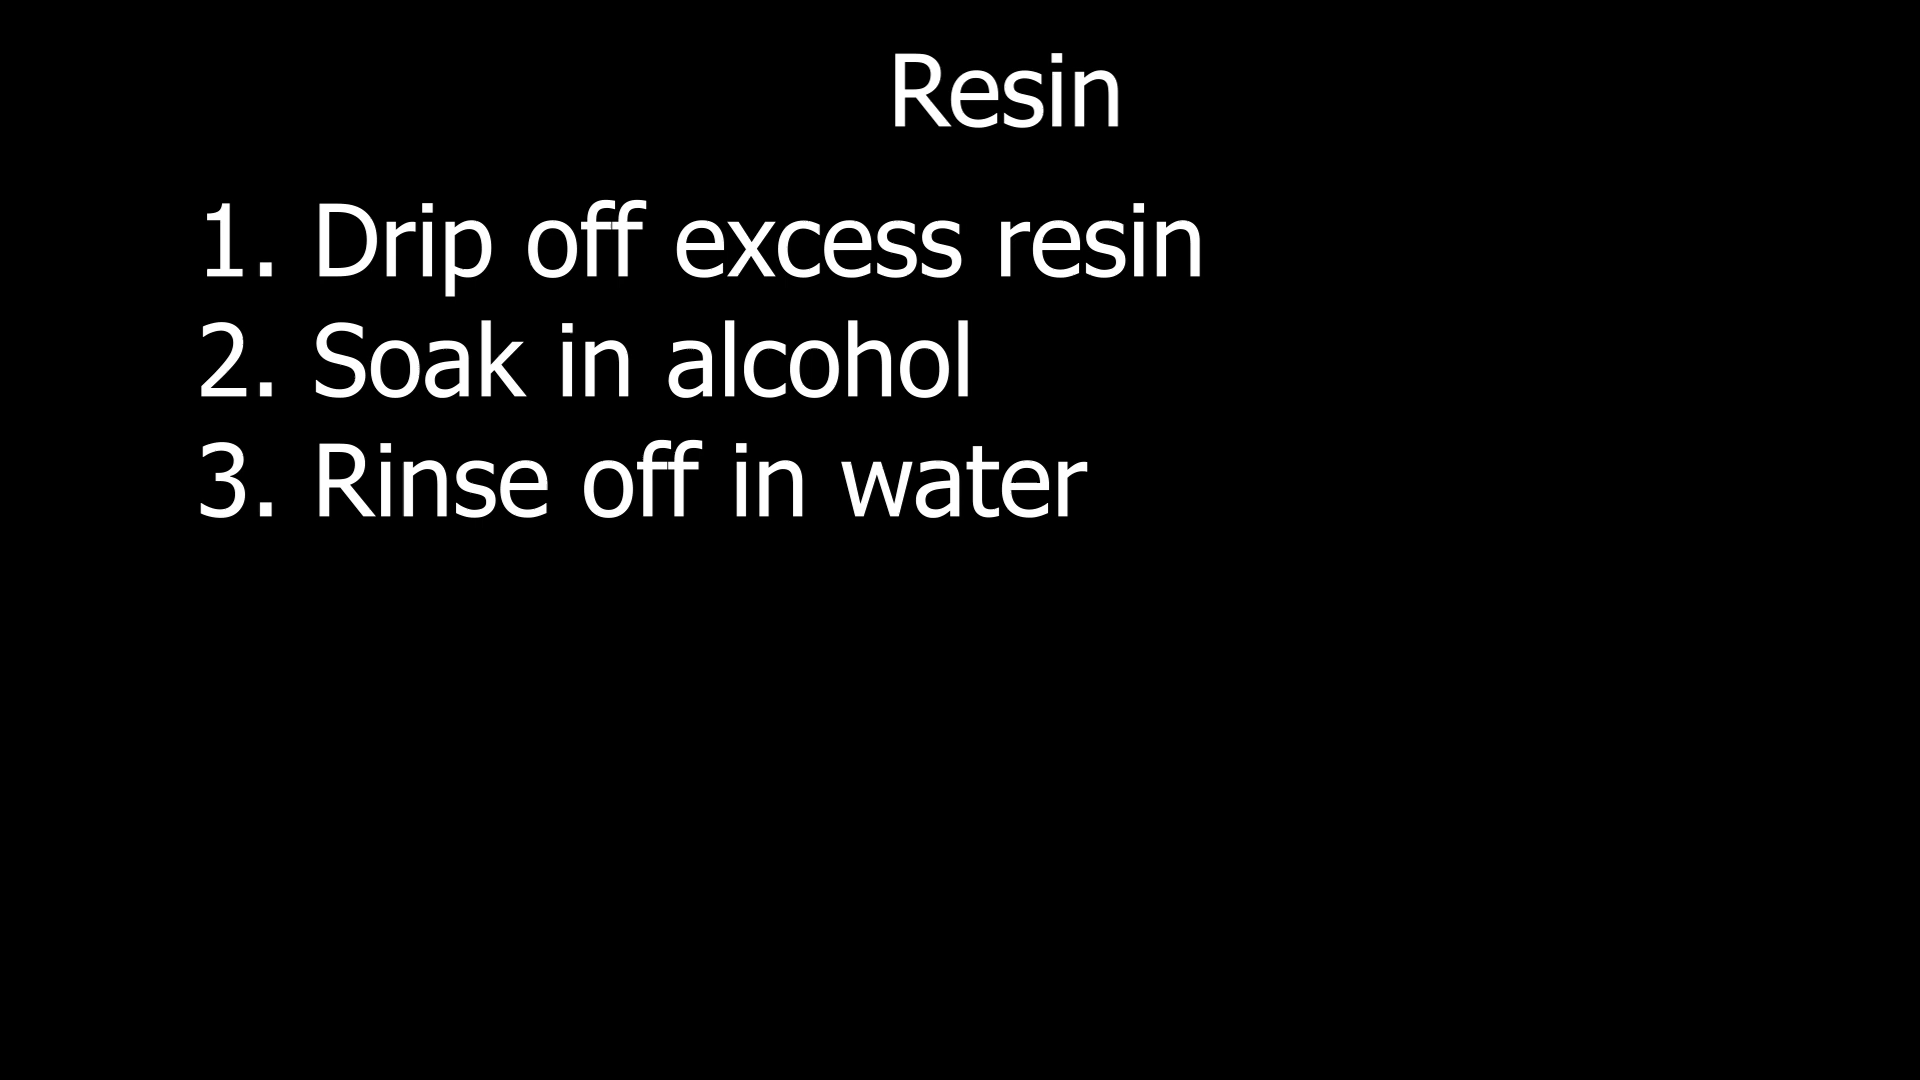 Resin
1. Drip off excess resin
2. Soak in alcohol
3. Rinse off in water